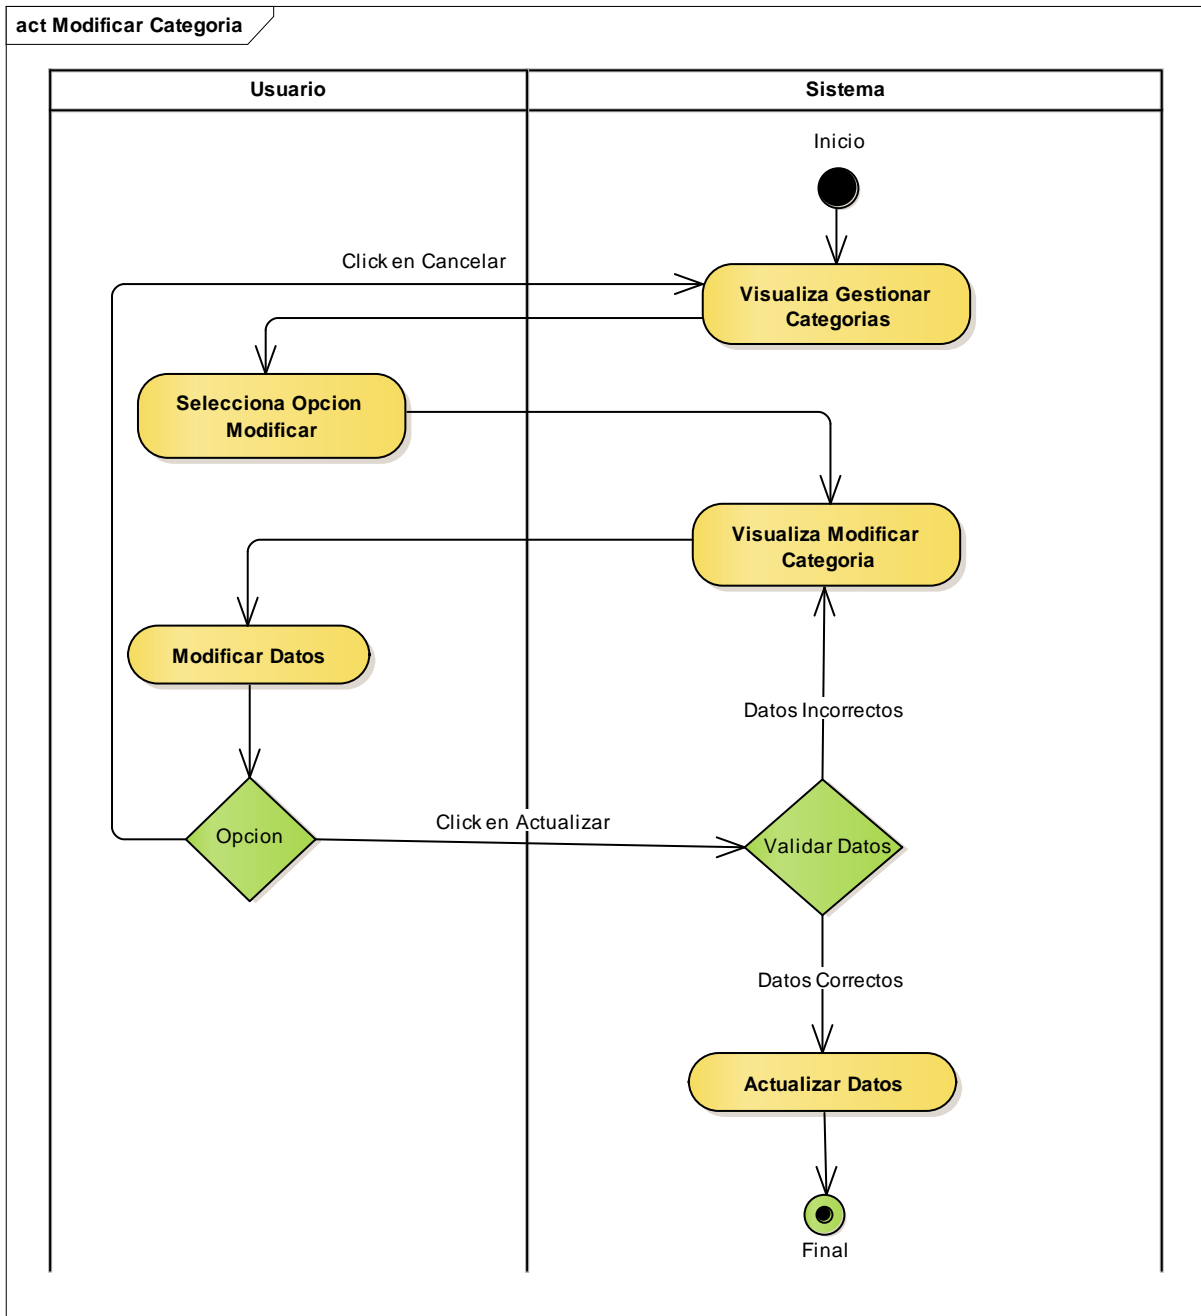 act Modificar Categoria
Usuario
Sistema
Inicio
Click en Cancelar
Visualiza Gestionar
Categorias
Selecciona Opcion
Modificar
Visualiza Modificar
Categoria
Modificar Datos
Datos Incorrectos
Opcion
Click en Actualizar
Validar Datos
Datos Correctos
Actualizar Datos
Final